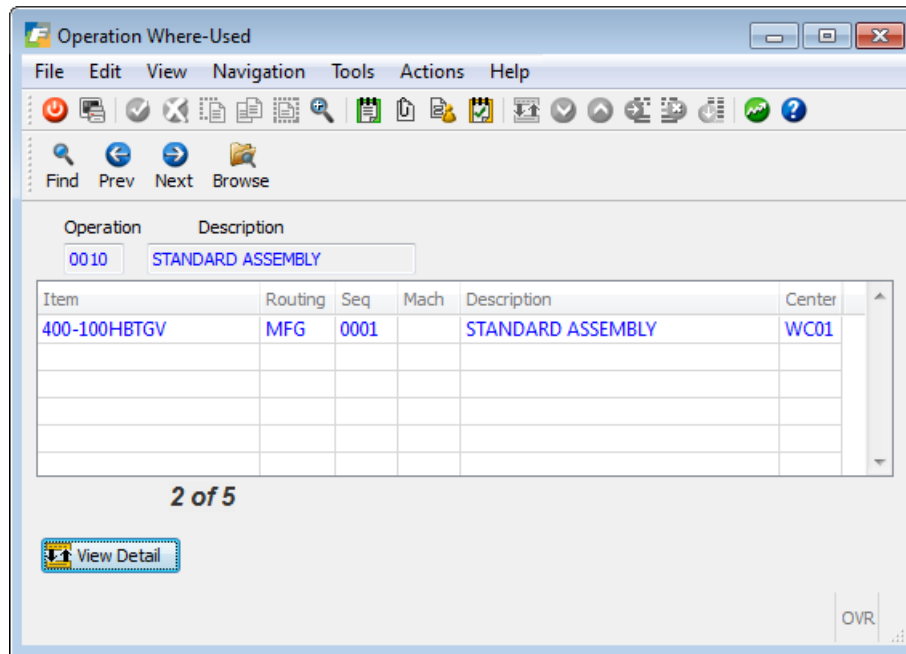 Operation Where-Used
File Edit View Navigation Tools Actions Help
Find Prev Next Browse
Operation Description
0010 STANDARD ASSEMBLY
Item Routing Seq Mach Description Center
400-100HBTGV MFG 0001 STANDARD ASSEMBLY WC01
2 of 5
View Detail
OVR